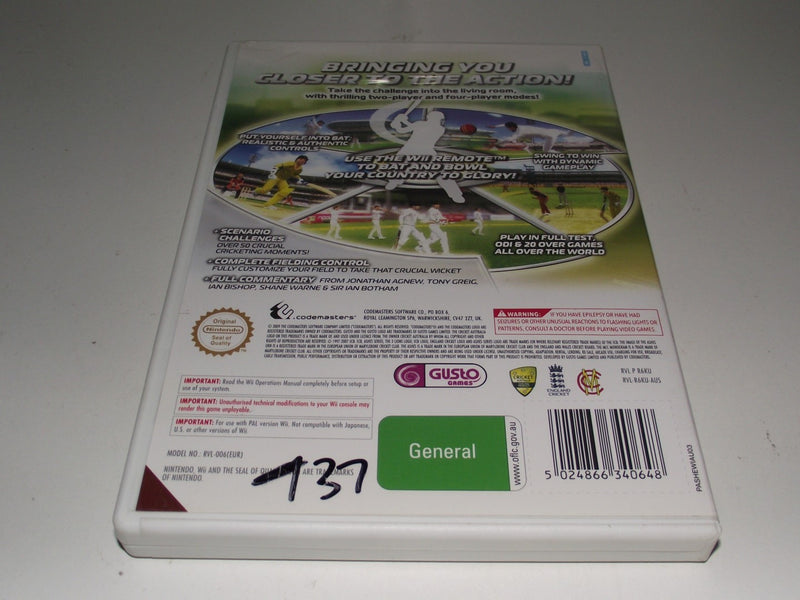 BRINGING YOU
CLOSER TO THE ACTION!
Take the challenge into the living room,
with thrilling two-player and four-player modes!
PUT YOURSELF INTO BAT,
REALISTIC & AUTHENTIC
CONTROLS
USE THE WII REMOTE™
TO BAT AND BOWL
YOUR COUNTRY TO GLORY!
SWING TO WIN
WITH DYNAMIC
GAMEPLAY
• SCENARIO
CHALLENGES
OVER 50 CRUCIAL
CRICKETING MOMENTS!
PLAY IN FULL TEST,
ODI & 20 OVER GAMES
ALL OVER THE WORLD
• COMPLETE FIELDING CONTROL
FULLY CUSTOMIZE YOUR FIELD TO TAKE THAT CRUCIAL WICKET
• FULL COMMENTARY FROM JONATHAN AGNEW, TONY GREIG,
IAN BISHOP, SHANE WARNE & SIR IAN BOTHAM
Original
Nintendo
Seal of
Quality
codemasters
CODEMASTERS SOFTWARE CO, PO BOX 6,
ROYAL LEAMINGTON SPA, WARWICKSHIRE, CV47 2ZT, UK.
WARNING: IF YOU HAVE EPILEPSY OR HAVE HAD
SEIZURES OR OTHER UNUSUAL REACTIONS TO FLASHING LIGHTS OR
PATTERNS, CONSULT A DOCTOR BEFORE PLAYING VIDEO GAMES.
GUSTO
GAMES
ENGLAND
CRICKET
RVL P R6KU
RVL-R6KU-AUS
IMPORTANT: Read the Wii Operations Manual completely before setup or
use of your system.
IMPORTANT: Unauthorised technical modifications to your Wii console may
render this game unplayable.
IMPORTANT: For use with PAL version Wii. Not compatible with Japanese,
U.S. or other versions of Wii.
MODEL NO.: RVL-006(EUR)
NINTENDO, Wii AND THE SEAL OF ARE TRADEMARKS
OF NINTENDO.
137
General
www.oflc.gov.au
5 024866 340648
PASHEWIAU03